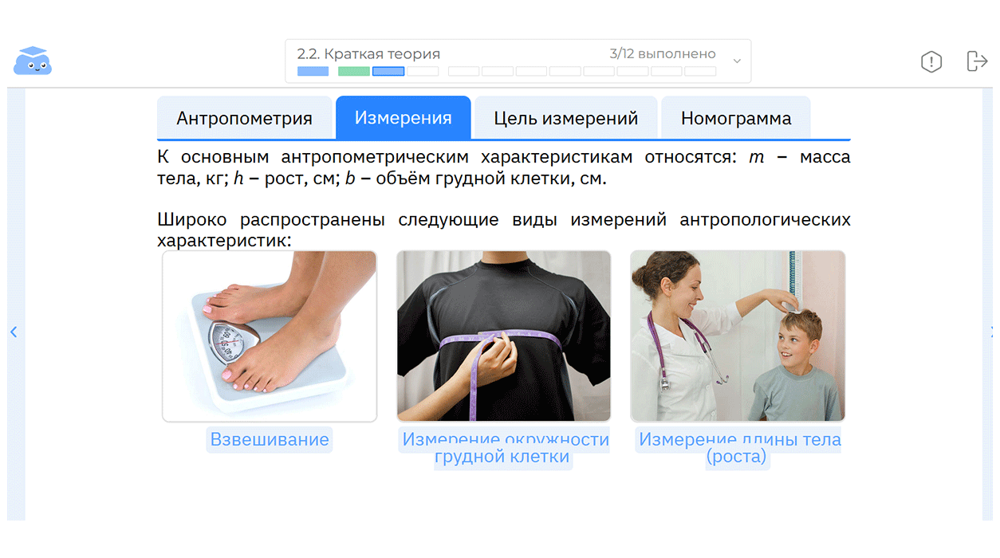 2.2. Краткая теория
3/12 выполнено
Антропометрия
Измерения
Цель измерений
Номограмма
К основным антропометрическим характеристикам относятся: m – масса
тела, кг; h – рост, см; b – объём грудной клетки, см.
Широко распространены следующие виды измерений антропологических
характеристик:
Взвешивание
Измерение окружности
грудной клетки
Измерение длины тела
(роста)